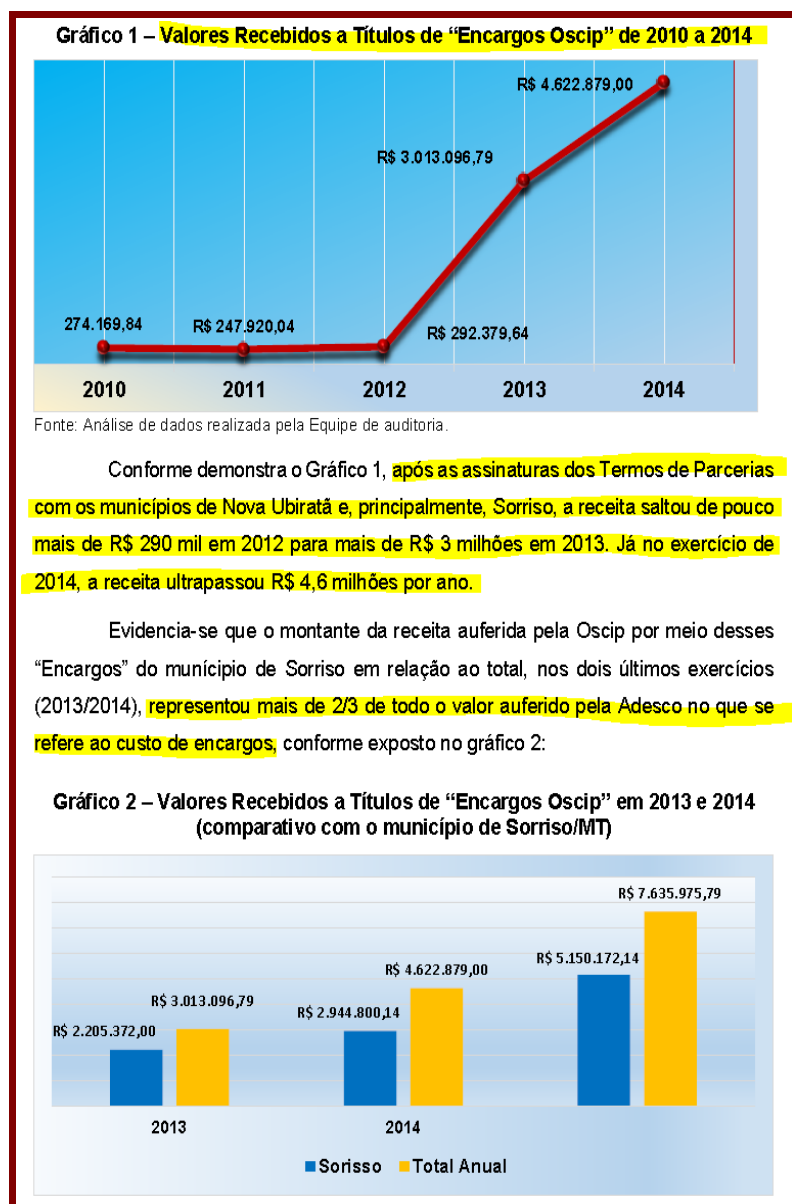 Gráfico 1 – Valores Recebidos a Títulos de “Encargos Oscip” de 2010 a 2014
R$ 4.622.879,00
R$ 3.013.096,79
274.169,84
R$ 247.920,04
R$ 292.379,64
2010 2011 2012 2013 2014
Fonte: Análise de dados realizada pela Equipe de auditoria.
Conforme demonstra o Gráfico 1, após as assinaturas dos Termos de Parcerias
com os municípios de Nova Ubiratã e, principalmente, Sorriso, a receita saltou de pouco
mais de R$ 290 mil em 2012 para mais de R$ 3 milhões em 2013. Já no exercício de
2014, a receita ultrapassou R$ 4,6 milhões por ano.
Evidencia-se que o montante da receita auferida pela Oscip por meio desses
“Encargos” do munícipio de Sorriso em relação ao total, nos dois últimos exercícios
(2013/2014), representou mais de 2/3 de todo o valor auferido pela Adesco no que se
refere ao custo de encargos, conforme exposto no gráfico 2:
Gráfico 2 – Valores Recebidos a Títulos de “Encargos Oscip” em 2013 e 2014
(comparativo com o município de Sorriso/MT)
R$ 7.635.975,79
R$ 5.150.172,14
R$ 4.622.879,00
R$ 2.944.800,14
R$ 3.013.096,79
R$ 2.205.372,00
2013 2014
Sorisso Total Anual